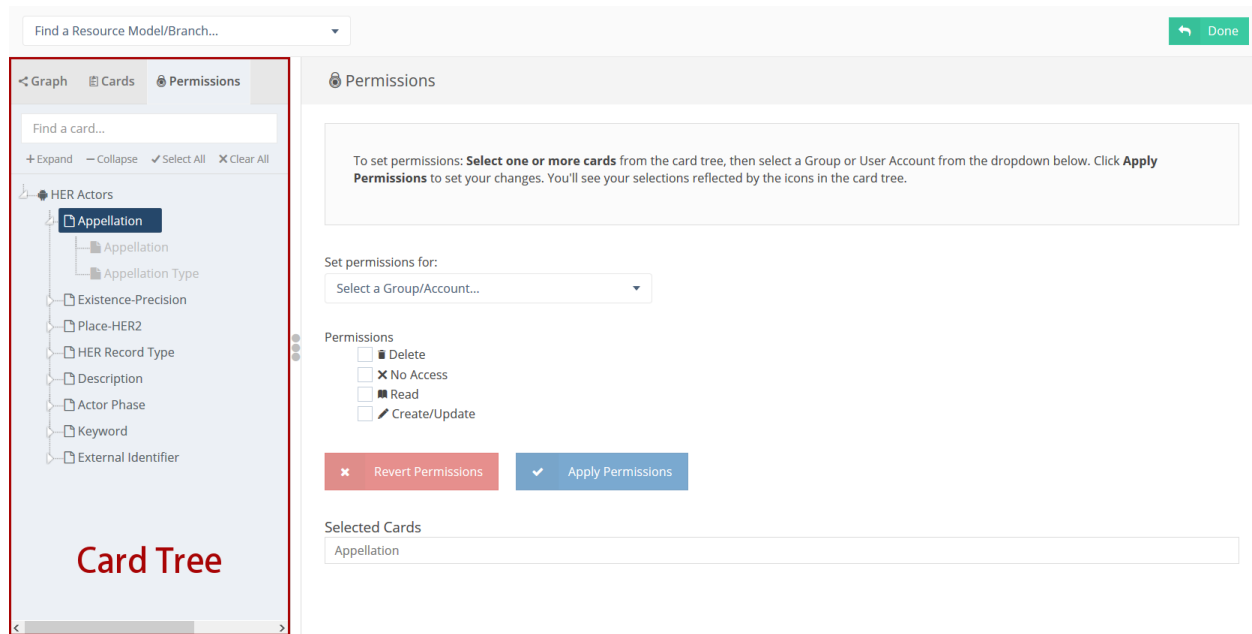 Find a Resource Model/Branch...
Done
Graph
Cards
Permissions
Find a card...
Expand
Collapse
Select All
Clear All
HER Actors
Appellation
Appellation
Appellation Type
Existence-Precision
Place-HER2
HER Record Type
Description
Actor Phase
Keyword
External Identifier
Card Tree
Permissions
To set permissions: Select one or more cards from the card tree, then select a Group or User Account from the dropdown below. Click Apply
Permissions to set your changes. You'll see your selections reflected by the icons in the card tree.
Set permissions for:
Select a Group/Account...
Permissions
Delete
No Access
Read
Create/Update
Revert Permissions
Apply Permissions
Selected Cards
Appellation